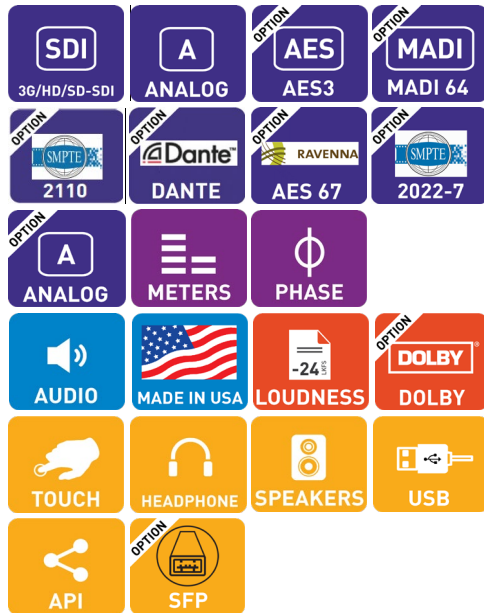 SDI
3G/HD/SD-SDI
A
ANALOG
OPTION
AES
AES3
OPTION
MADI
MADI 64
OPTION
SMPTE
2110
OPTION
Dante™
DANTE
OPTION
RAVENNA
AES 67
OPTION
SMPTE
2022-7
OPTION
A
ANALOG
METERS
PHASE
AUDIO
MADE IN USA
-24 LKFS
LOUDNESS
OPTION
DOLBY®
DOLBY
TOUCH
HEADPHONE
SPEAKERS
USB
API
OPTION
SFP